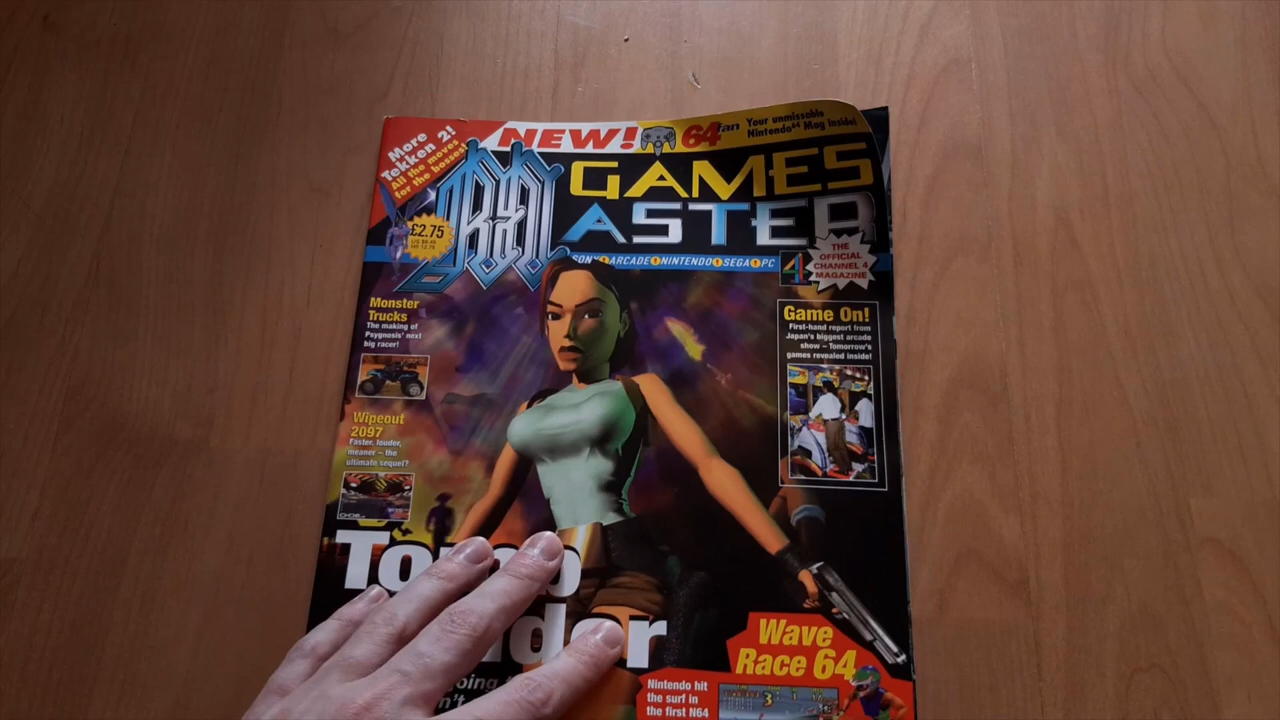 More
Tekken 2!
All the moves
for the bosses!
NEW!
64
Your unmissable
Nintendo64 Mag inside!
GAMES
ASTER
£2.75
SONY ARCADE NINTENDO SEGA PC
4
THE
OFFICIAL
CHANNEL 4
MAGAZINE
Monster
Trucks
The making of
Psygnosis' next
big racer!
Wipeout
2097
Faster, louder,
meaner – the
ultimate sequel?
Game On!
First-hand report from
Japan's biggest arcade
show – Tomorrow's
games revealed inside!
Wave
Race 64
Nintendo hit
the surf in
the first N64